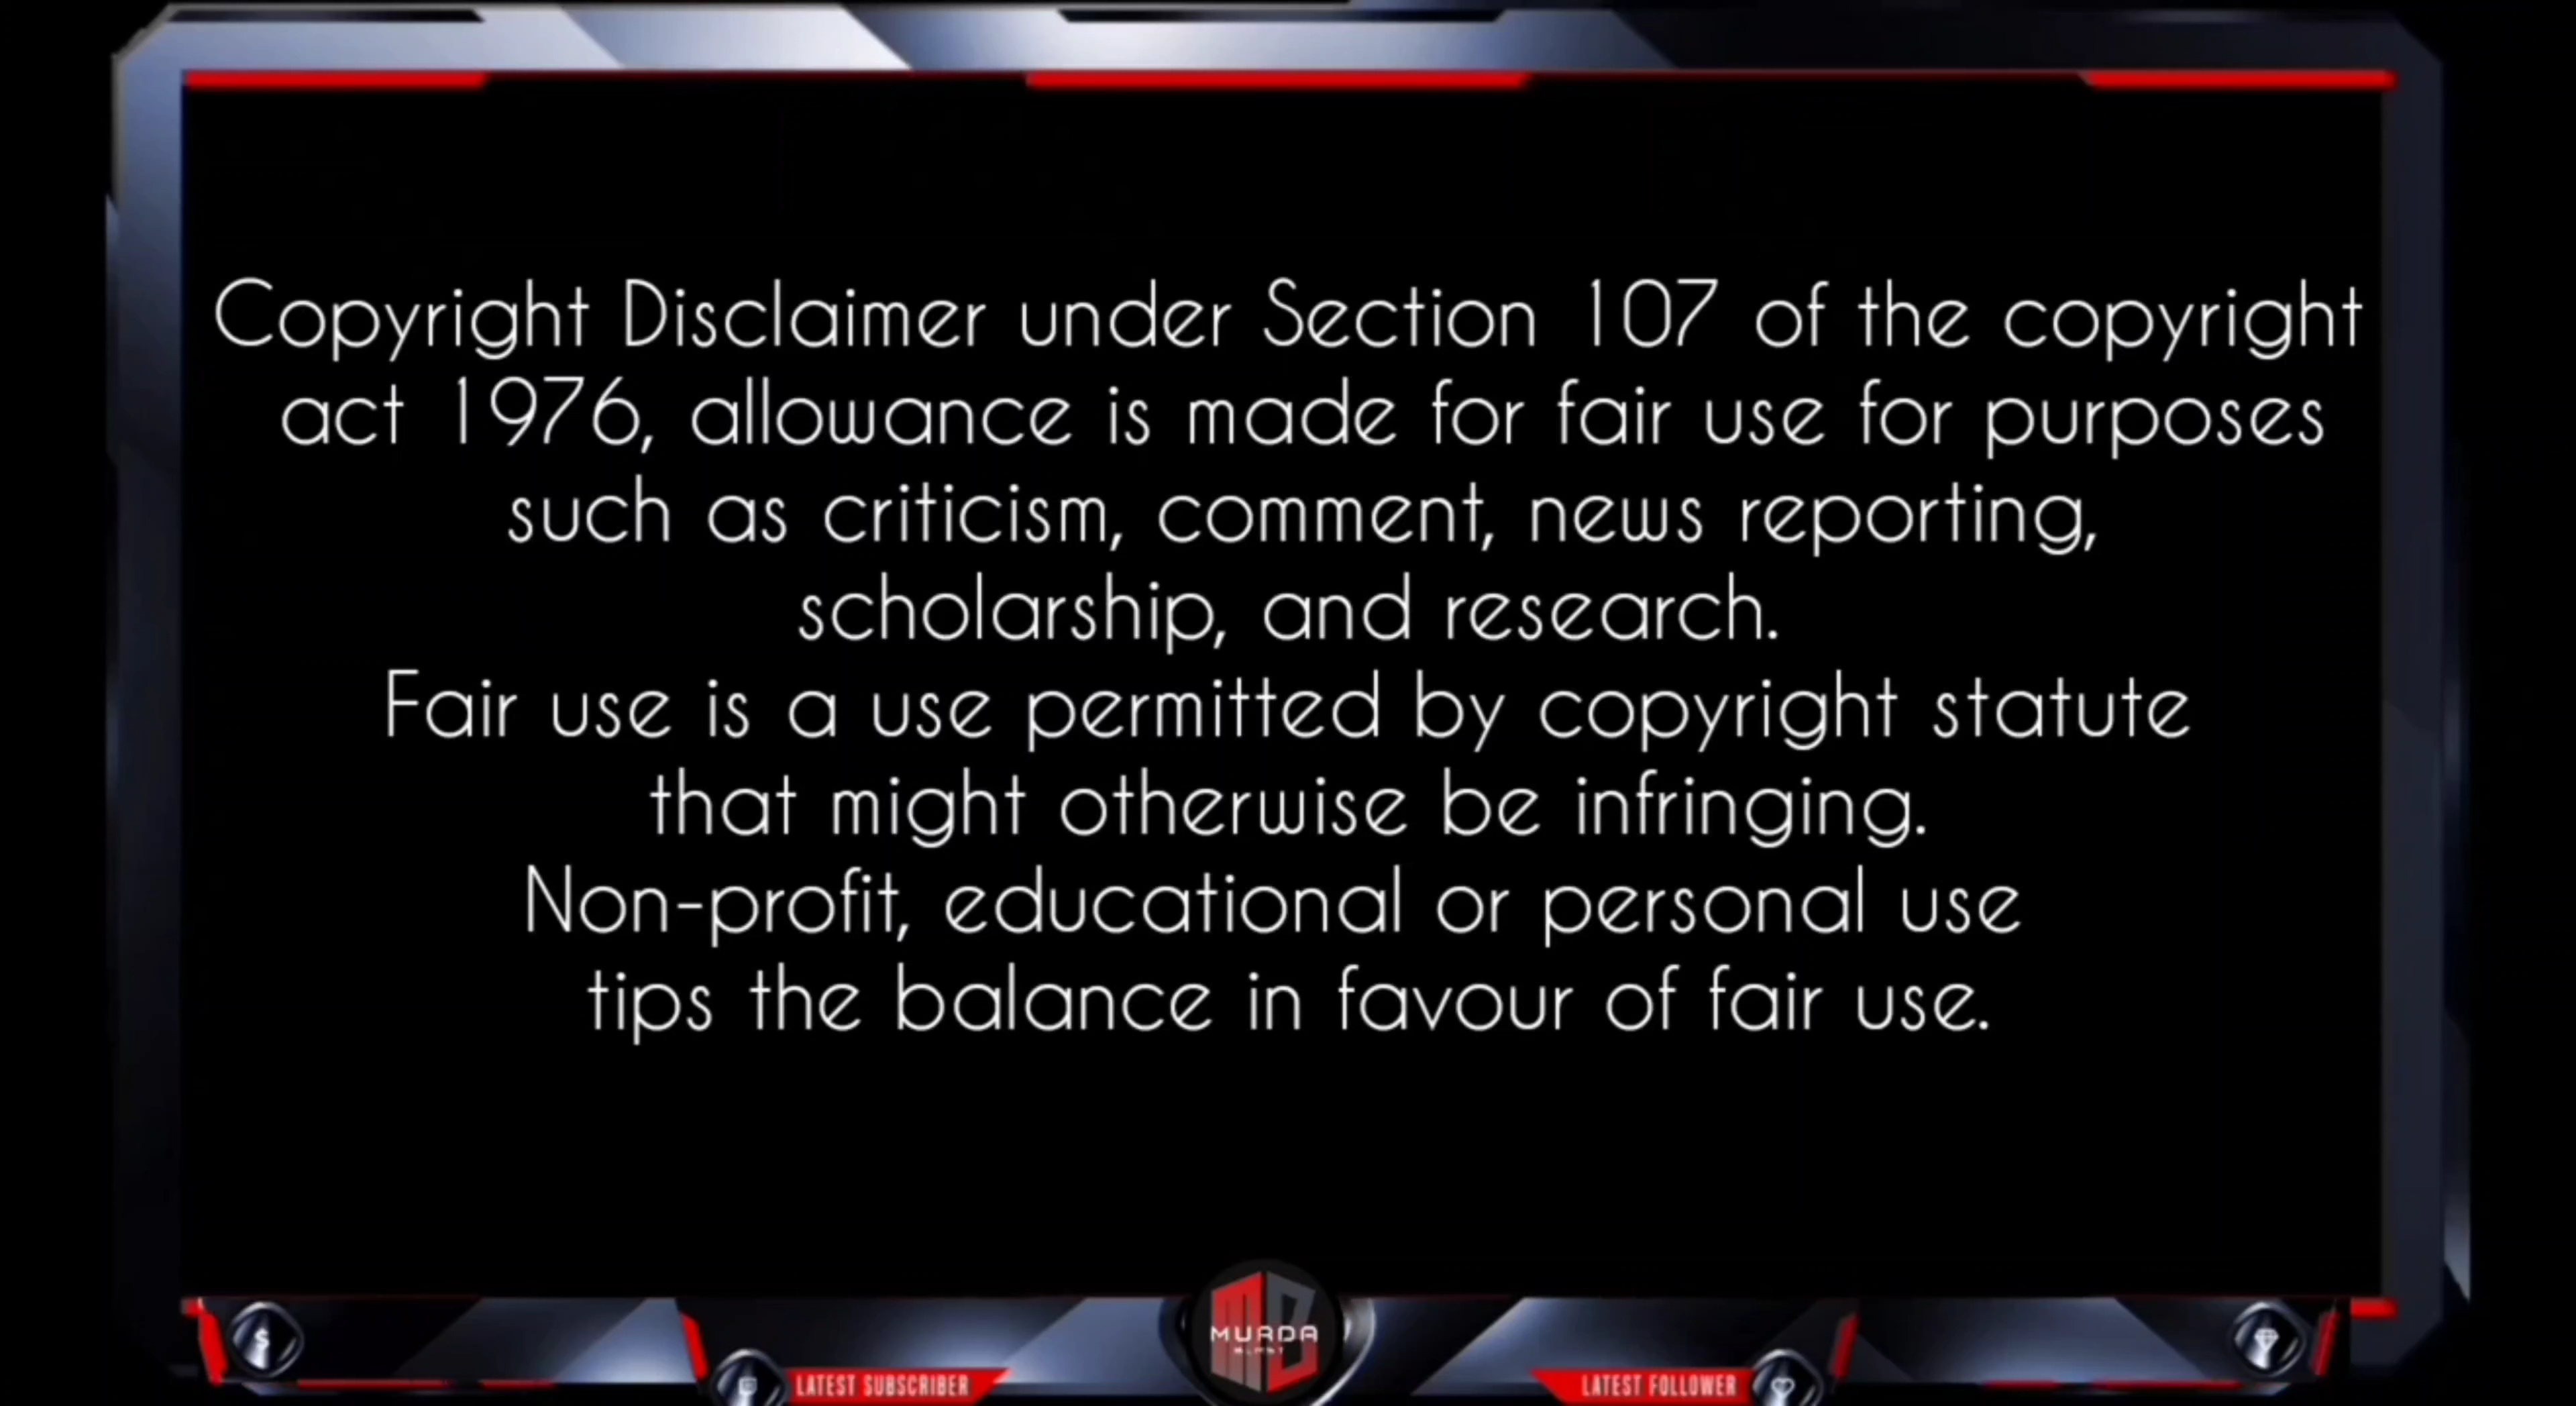 Copyright Disclaimer under Section 107 of the copyright
act 1976, allowance is made for fair use for purposes
such as criticism, comment, news reporting,
scholarship, and research.
Fair use is a use permitted by copyright statute
that might otherwise be infringing.
Non-profit, educational or personal use
tips the balance in favour of fair use.
MURDA
BLAST
LATEST SUBSCRIBER
LATEST FOLLOWER